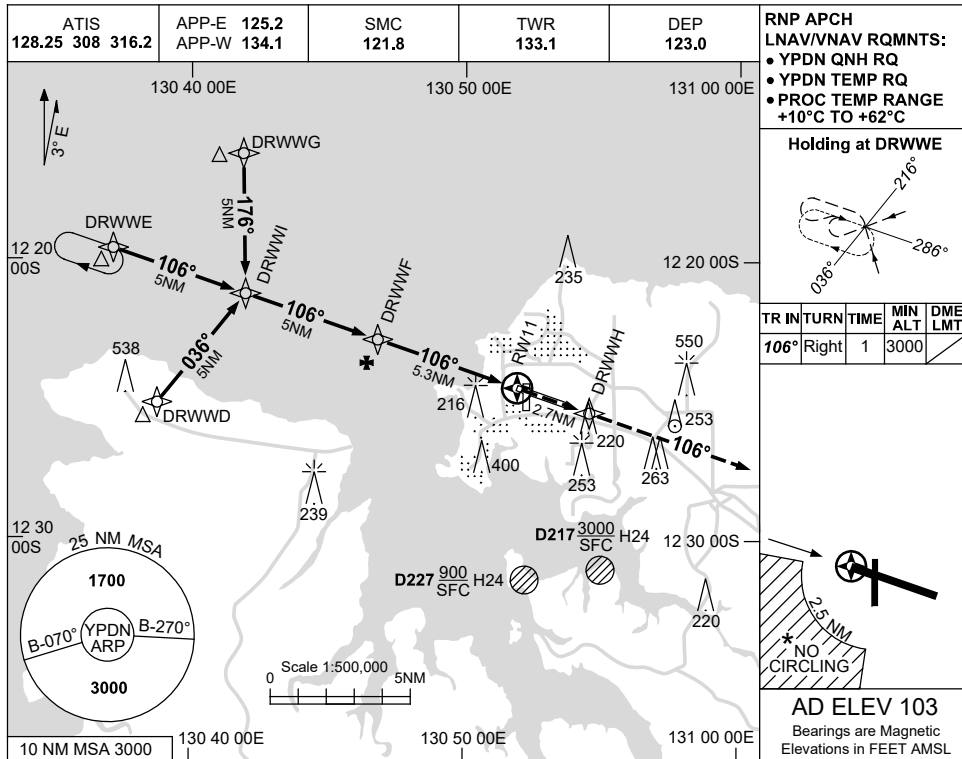 ATIS
128.25 308 316.2
APP-E 125.2
APP-W 134.1
SMC
121.8
TWR
133.1
DEP
123.0
RNP APCH
LNAV/VNAV RQMNTS:
• YPDN QNH RQ
• YPDN TEMP RQ
• PROC TEMP RANGE
+10°C TO +62°C
Holding at DRWWE
216°
286°
036°
TR IN TURN TIME MIN ALT DME LMT
106° Right 1 3000
130 40 00E
130 50 00E
131 00 00E
3° E
DRWWG
176°
5NM
DRWWE
12 20
00S
106°
5NM
DRWWI
106°
5NM
DRWWF
036°
5NM
538
DRWWD
106°
5.3NM
235
12 20 00S
RW11
DRWWH
550
216
2.7NM
253
220
106°
400
253
263
239
12 30
00S
12 30 00S
D217 3000 H24
SFC
D227 900 H24
SFC
220
25 NM MSA
1700
B-070°
YPDN
ARP
B-270°
3000
Scale 1:500,000
0
5NM
10 NM MSA 3000
130 40 00E
130 50 00E
131 00 00E
2.5 NM
* NO
CIRCLING
AD ELEV 103
Bearings are Magnetic
Elevations in FEET AMSL